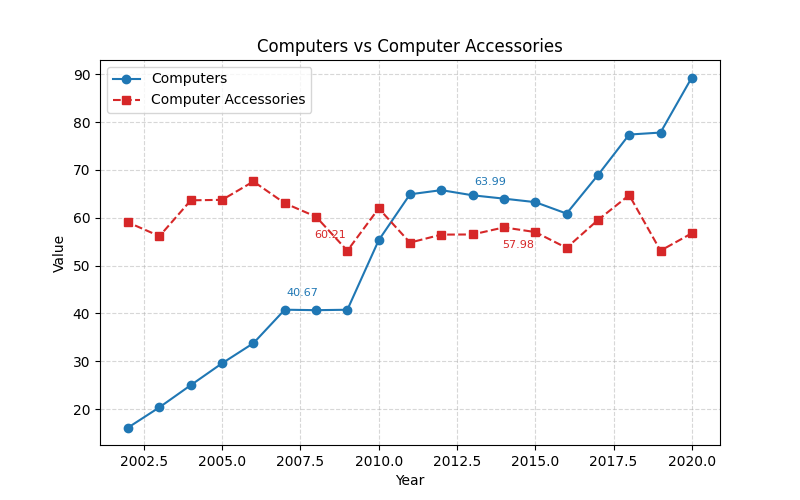 Computers vs Computer Accessories
Computers
Computer Accessories
90
80
70
60
50
40
30
20
Value
63.99
60.21
57.98
40.67
2002.5 2005.0 2007.5 2010.0 2012.5 2015.0 2017.5 2020.0
Year